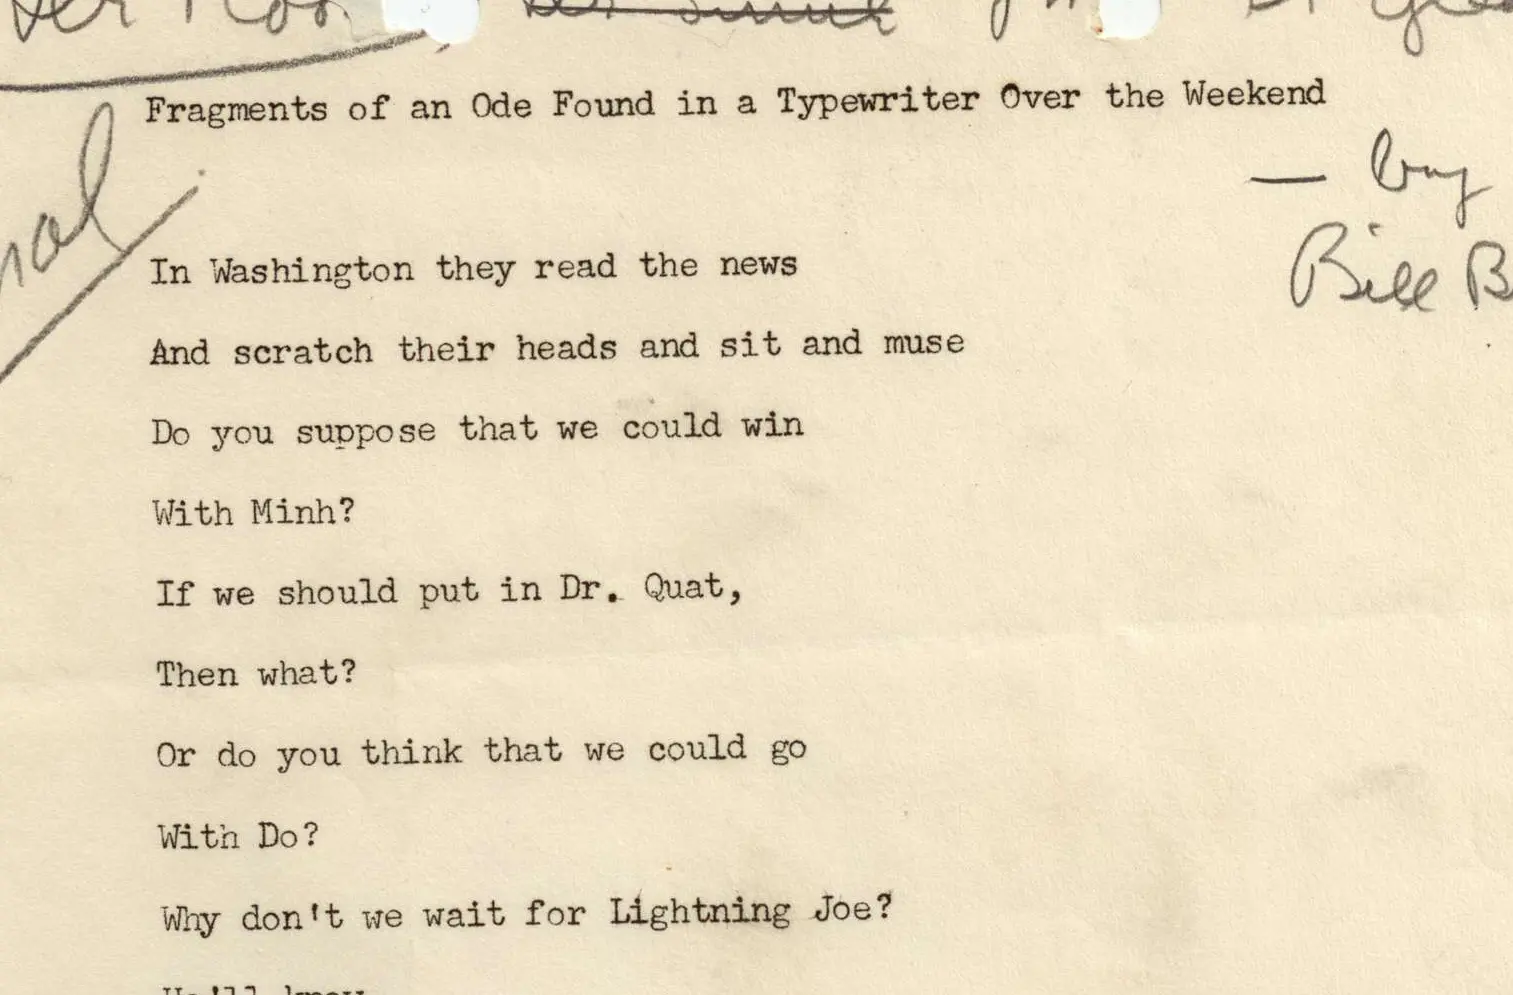 Fragments of an Ode Found in a Typewriter Over the Weekend
— by
Bill B
In Washington they read the news
And scratch their heads and sit and muse
Do you suppose that we could win
With Minh?
If we should put in Dr. Quat,
Then what?
Or do you think that we could go
With Do?
Why don't we wait for Lightning Joe?
He'll know